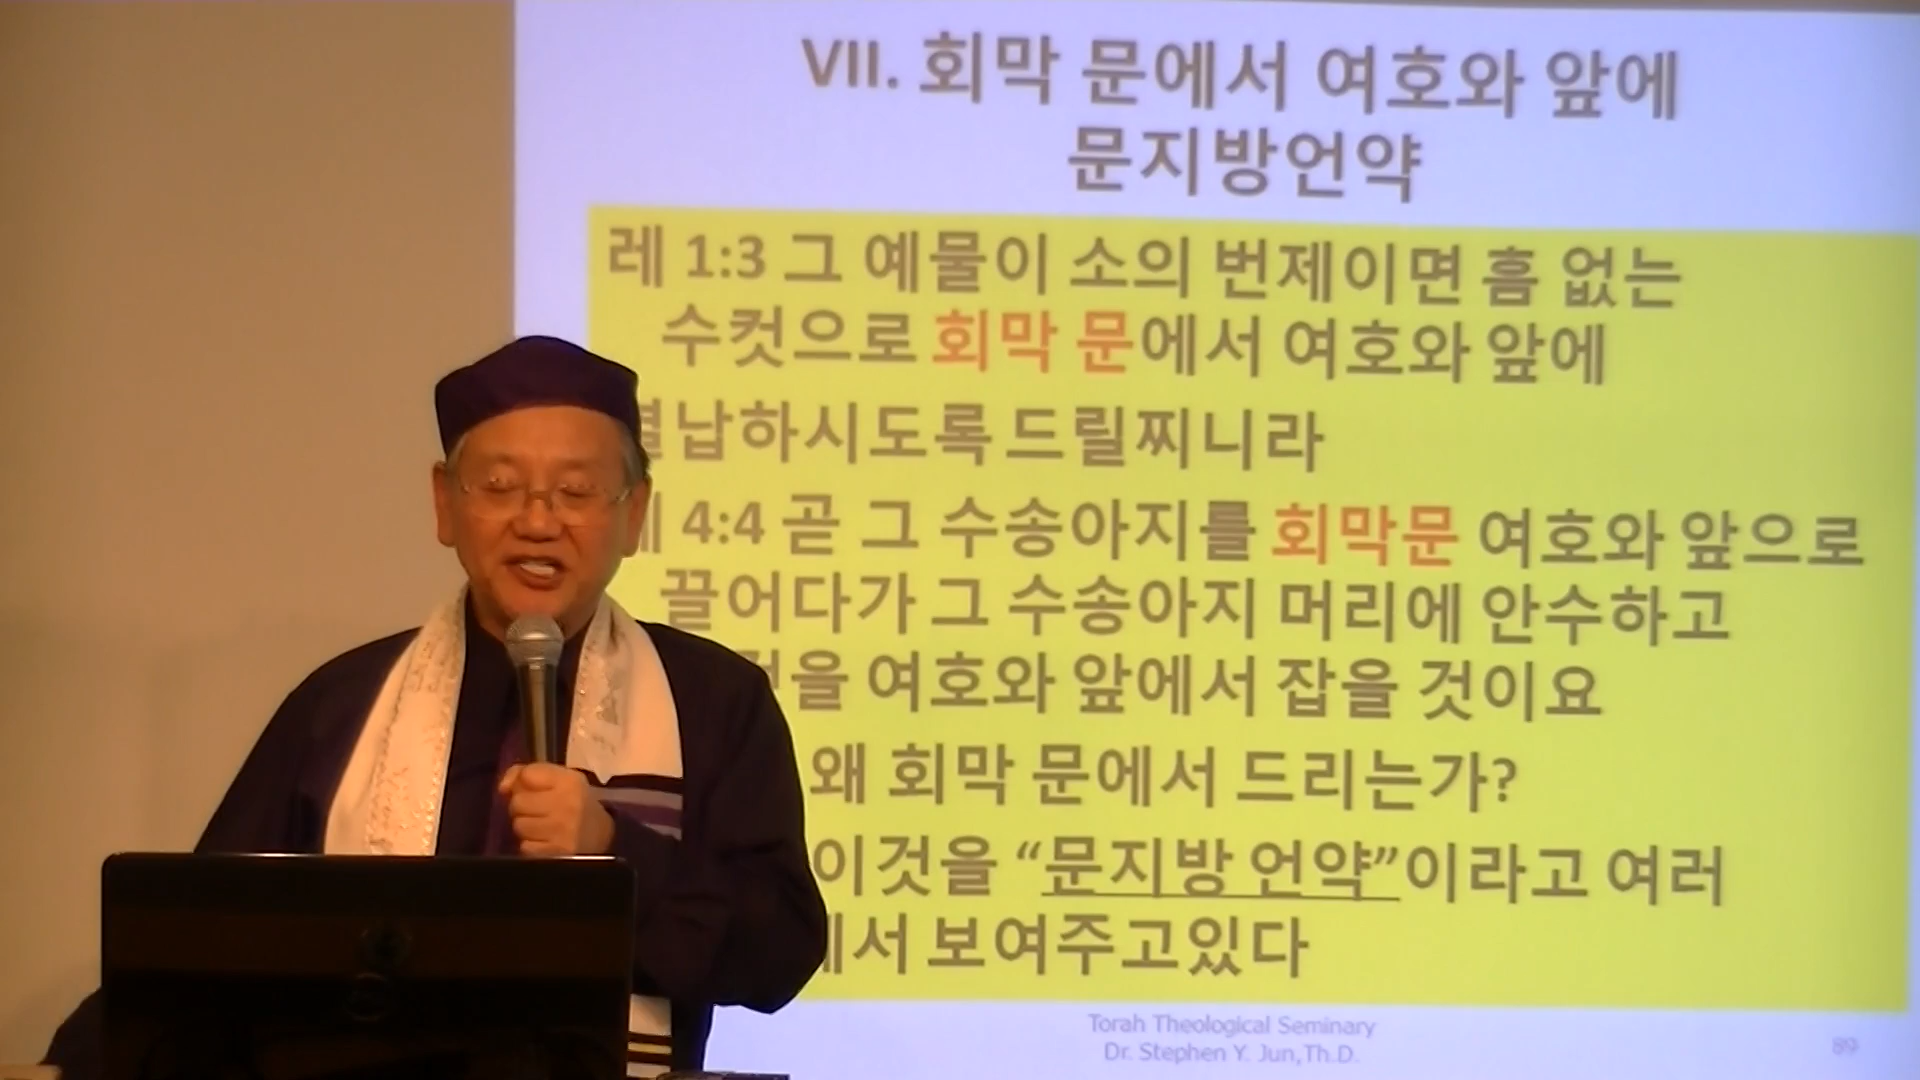 VII. 회막 문에서 여호와 앞에
문지방언약
레 1:3 그 예물이 소의 번제이면 흠 없는
수컷으로 회막 문에서 여호와 앞에
열납하시도록 드릴찌니라
4:4 곧 그 수송아지를 회막문 여호와 앞으로
끌어다가 그 수송아지 머리에 안수하고
여호와 앞에서 잡을 것이요
왜 회막 문에서 드리는가?
이것을 “문지방 언약”이라고 여러
보여주고있다
Torah Theological Seminary
Dr. Stephen Y. Jun,Th.D.
89